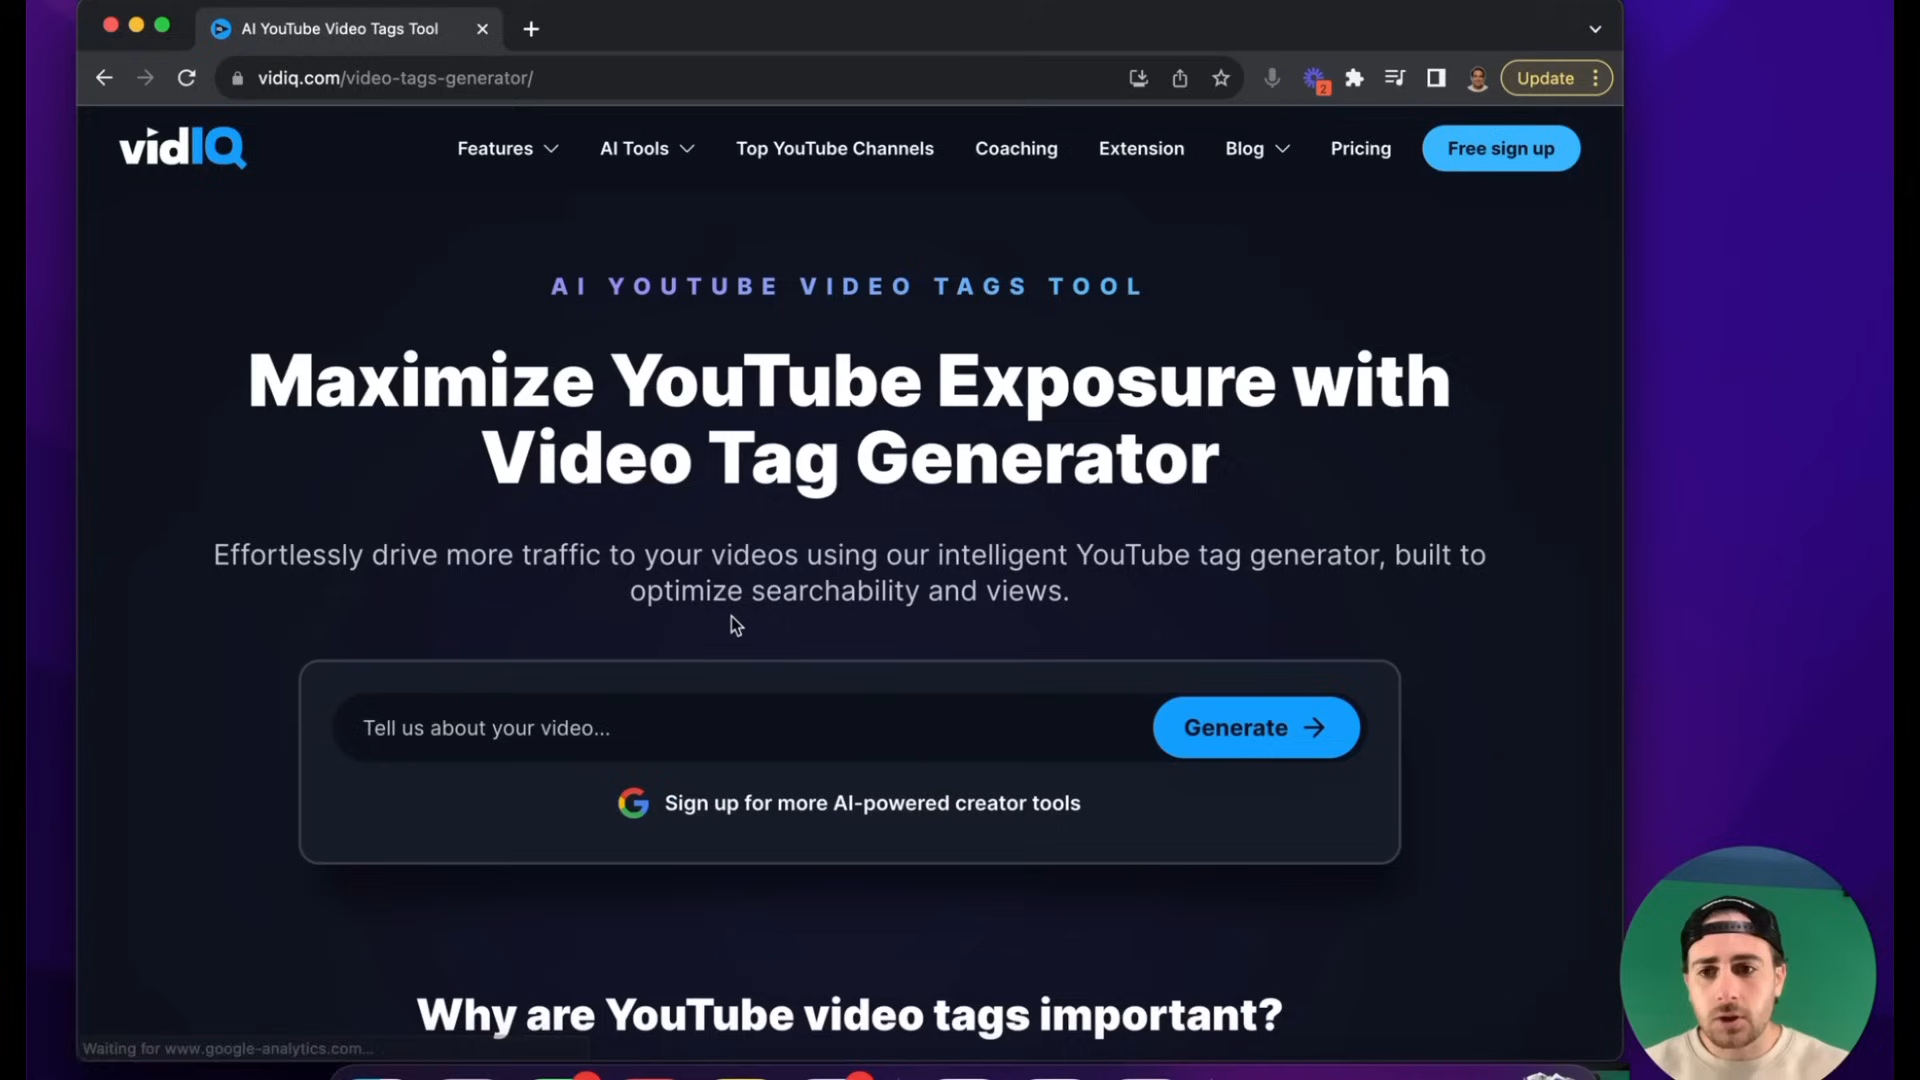 AI YouTube Video Tags Tool
vidiq.com/video-tags-generator/
2
Update
vidIQ
Features
AI Tools
Top YouTube Channels
Coaching
Extension
Blog
Pricing
Free sign up
AI YOUTUBE VIDEO TAGS TOOL
Maximize YouTube Exposure with
Video Tag Generator
Effortlessly drive more traffic to your videos using our intelligent YouTube tag generator, built to
optimize searchability and views.
Tell us about your video...
Generate
Sign up for more AI-powered creator tools
Why are YouTube video tags important?
Waiting for www.google-analytics.com...